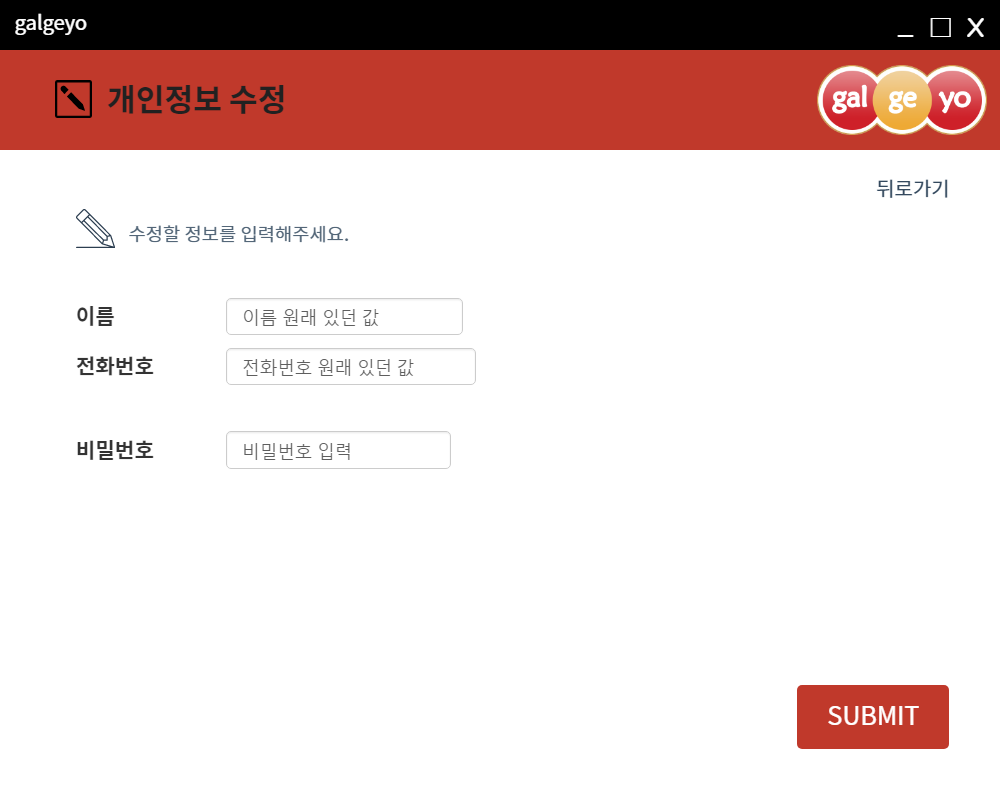 galgeyo
개인정보 수정
gal ge yo
뒤로가기
수정할 정보를 입력해주세요.
이름
이름 원래 있던 값
전화번호
전화번호 원래 있던 값
비밀번호
비밀번호 입력
SUBMIT